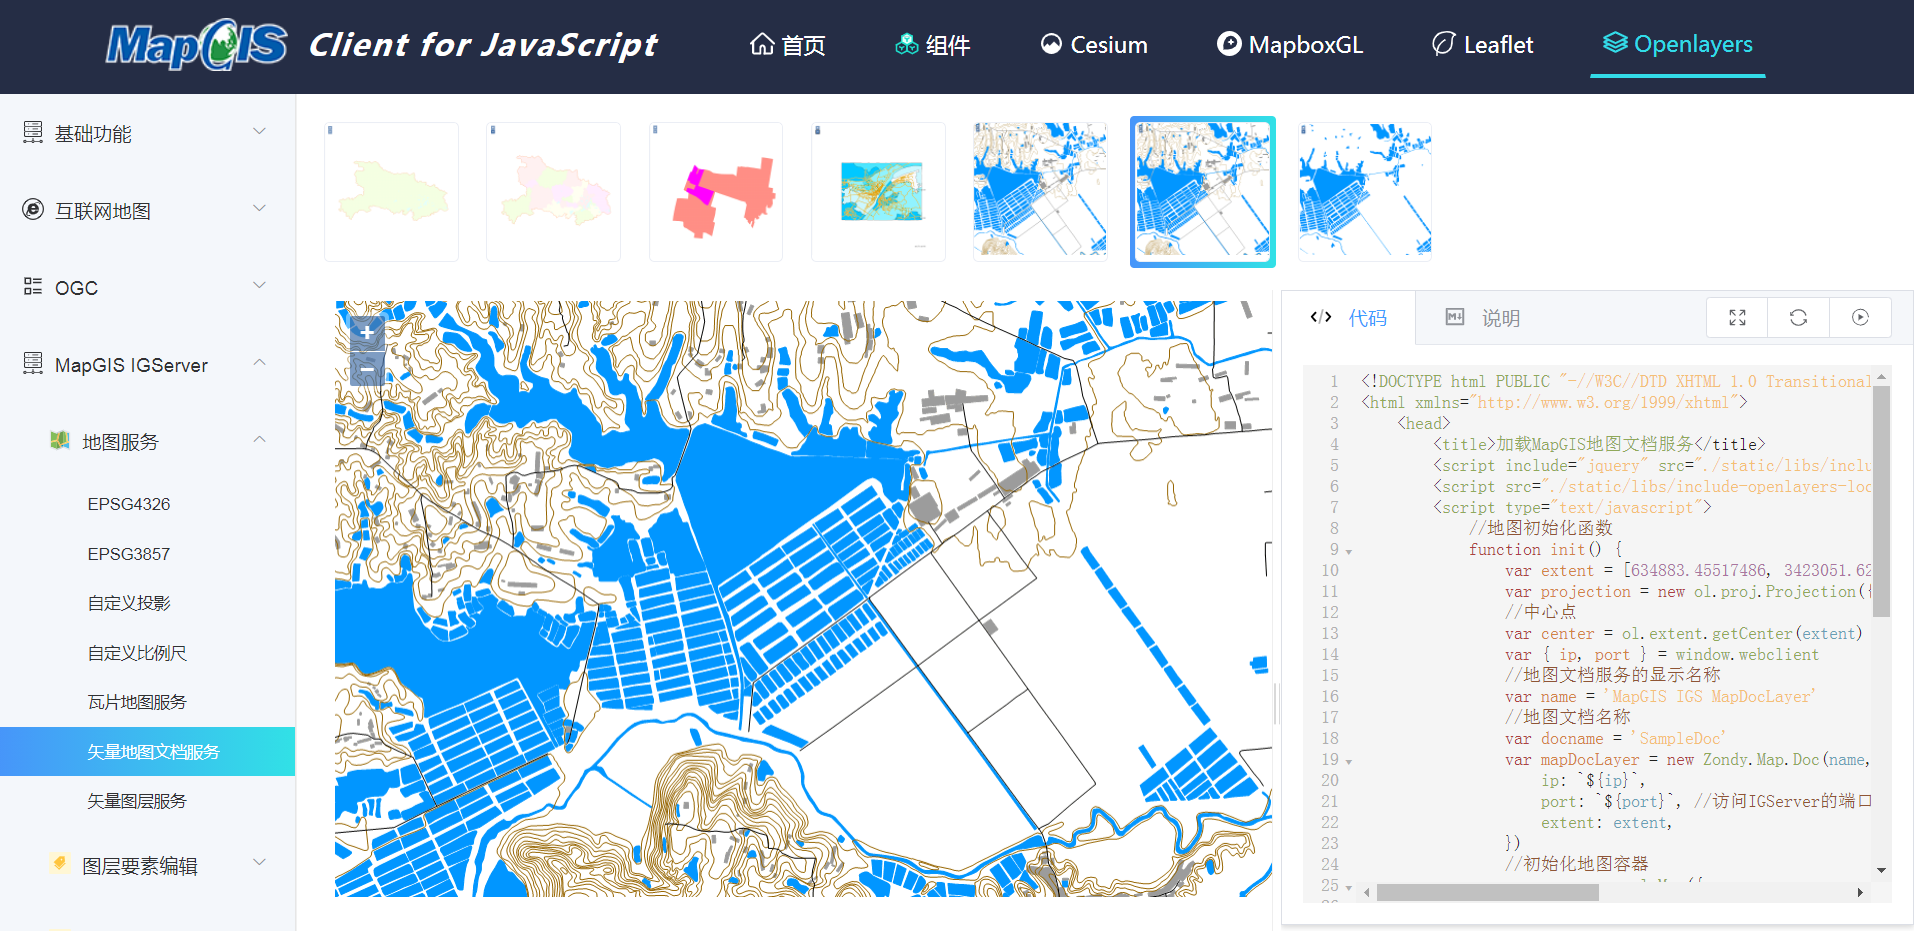 MapGIS Client for JavaScript
首页
组件
Cesium
MapboxGL
Leaflet
Openlayers
基础功能
互联网地图
OGC
MapGIS IGServer
地图服务
EPSG4326
EPSG3857
自定义投影
自定义比例尺
瓦片地图服务
矢量地图文档服务
矢量图层服务
图层要素编辑
+
−
</> 代码
M↓ 说明
1 <!DOCTYPE html PUBLIC "-//W3C//DTD XHTML 1.0 Transitional
2 <html xmlns="http://www.w3.org/1999/xhtml">
3 <head>
4 <title>加载MapGIS地图文档服务</title>
5 <script include="jquery" src="./static/libs/inclu
6 <script src="./static/libs/include-openlayers-loc
7 <script type="text/javascript">
8 //地图初始化函数
9 function init() {
10 var extent = [634883.45517486, 3423051.62
11 var projection = new ol.proj.Projection({
12 //中心点
13 var center = ol.extent.getCenter(extent)
14 var { ip, port } = window.webclient
15 //地图文档服务的显示名称
16 var name = 'MapGIS IGS MapDocLayer'
17 //地图文档名称
18 var docname = 'SampleDoc'
19 var mapDocLayer = new Zondy.Map.Doc(name,
20 ip: `${ip}`,
21 port: `${port}`, //访问IGServer的端口
22 extent: extent,
23 })
24 //初始化地图容器
25